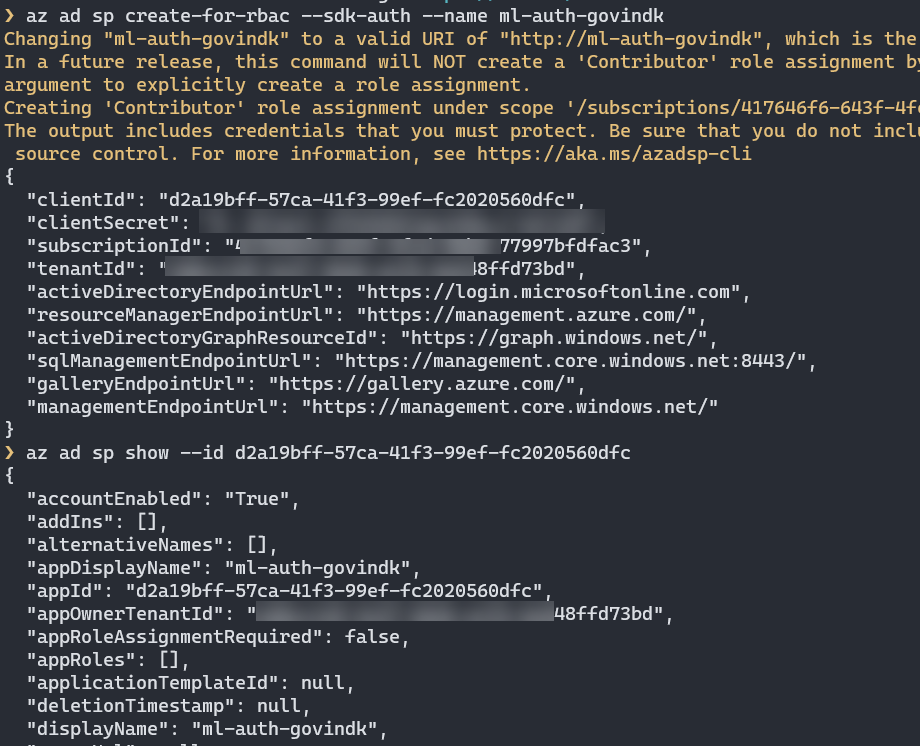 ❯ az ad sp create-for-rbac --sdk-auth --name ml-auth-govindk
Changing "ml-auth-govindk" to a valid URI of "http://ml-auth-govindk", which is the
In a future release, this command will NOT create a 'Contributor' role assignment by
argument to explicitly create a role assignment.
Creating 'Contributor' role assignment under scope '/subscriptions/417646f6-643f-4f
The output includes credentials that you must protect. Be sure that you do not incl
source control. For more information, see https://aka.ms/azadsp-cli
{
"clientId": "d2a19bff-57ca-41f3-99ef-fc2020560dfc",
"clientSecret":
"subscriptionId": "4 77997bfdfac3",
"tenantId": " 48ffd73bd",
"activeDirectoryEndpointUrl": "https://login.microsoftonline.com",
"resourceManagerEndpointUrl": "https://management.azure.com/",
"activeDirectoryGraphResourceId": "https://graph.windows.net/",
"sqlManagementEndpointUrl": "https://management.core.windows.net:8443/",
"galleryEndpointUrl": "https://gallery.azure.com/",
"managementEndpointUrl": "https://management.core.windows.net/"
}
❯ az ad sp show --id d2a19bff-57ca-41f3-99ef-fc2020560dfc
{
"accountEnabled": "True",
"addIns": [],
"alternativeNames": [],
"appDisplayName": "ml-auth-govindk",
"appId": "d2a19bff-57ca-41f3-99ef-fc2020560dfc",
"appOwnerTenantId": " 48ffd73bd",
"appRoleAssignmentRequired": false,
"appRoles": [],
"applicationTemplateId": null,
"deletionTimestamp": null,
"displayName": "ml-auth-govindk",